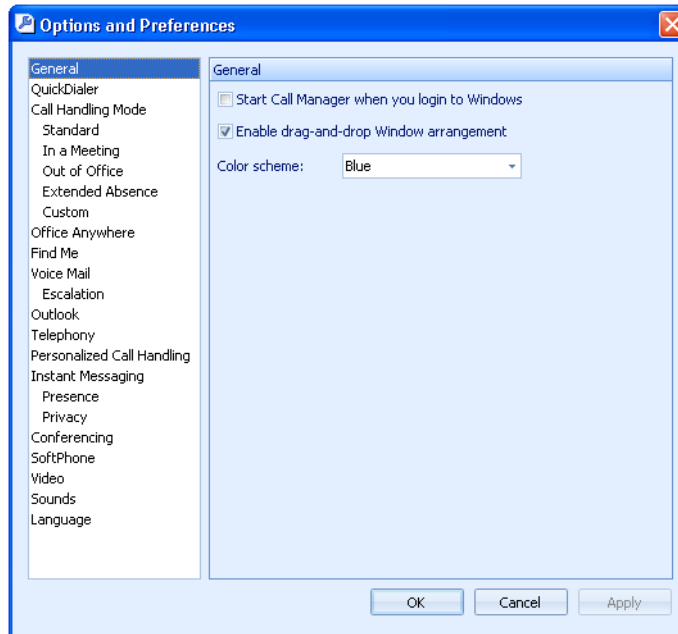 Options and Preferences
General
QuickDialer
Call Handling Mode
Standard
In a Meeting
Out of Office
Extended Absence
Custom
Office Anywhere
Find Me
Voice Mail
Escalation
Outlook
Telephony
Personalized Call Handling
Instant Messaging
Presence
Privacy
Conferencing
SoftPhone
Video
Sounds
Language
General
Start Call Manager when you login to Windows
Enable drag-and-drop Window arrangement
Color scheme: Blue
OK Cancel Apply